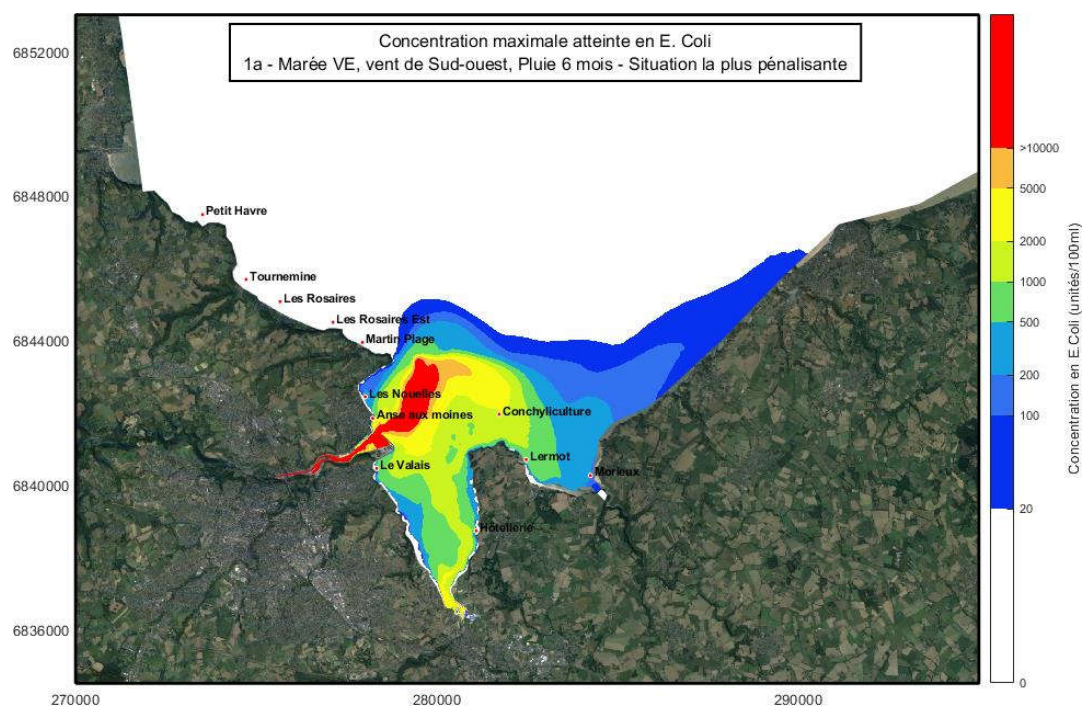 Concentration maximale atteinte en E. Coli
1a - Marée VE, vent de Sud-ouest, Pluie 6 mois - Situation la plus pénalisante
6852000
6848000
6844000
6840000
6836000
270000
280000
290000
Petit Havre
Tournemine
Les Rosaires
Les Rosaires Est
Martin Plage
Les Nouelles
Anse aux moines
Conchyliculture
Le Valais
Lermot
Morieux
Hôtellerie
>10000
5000
2000
1000
500
200
100
20
0
Concentration en E.Coli (unités/100ml)